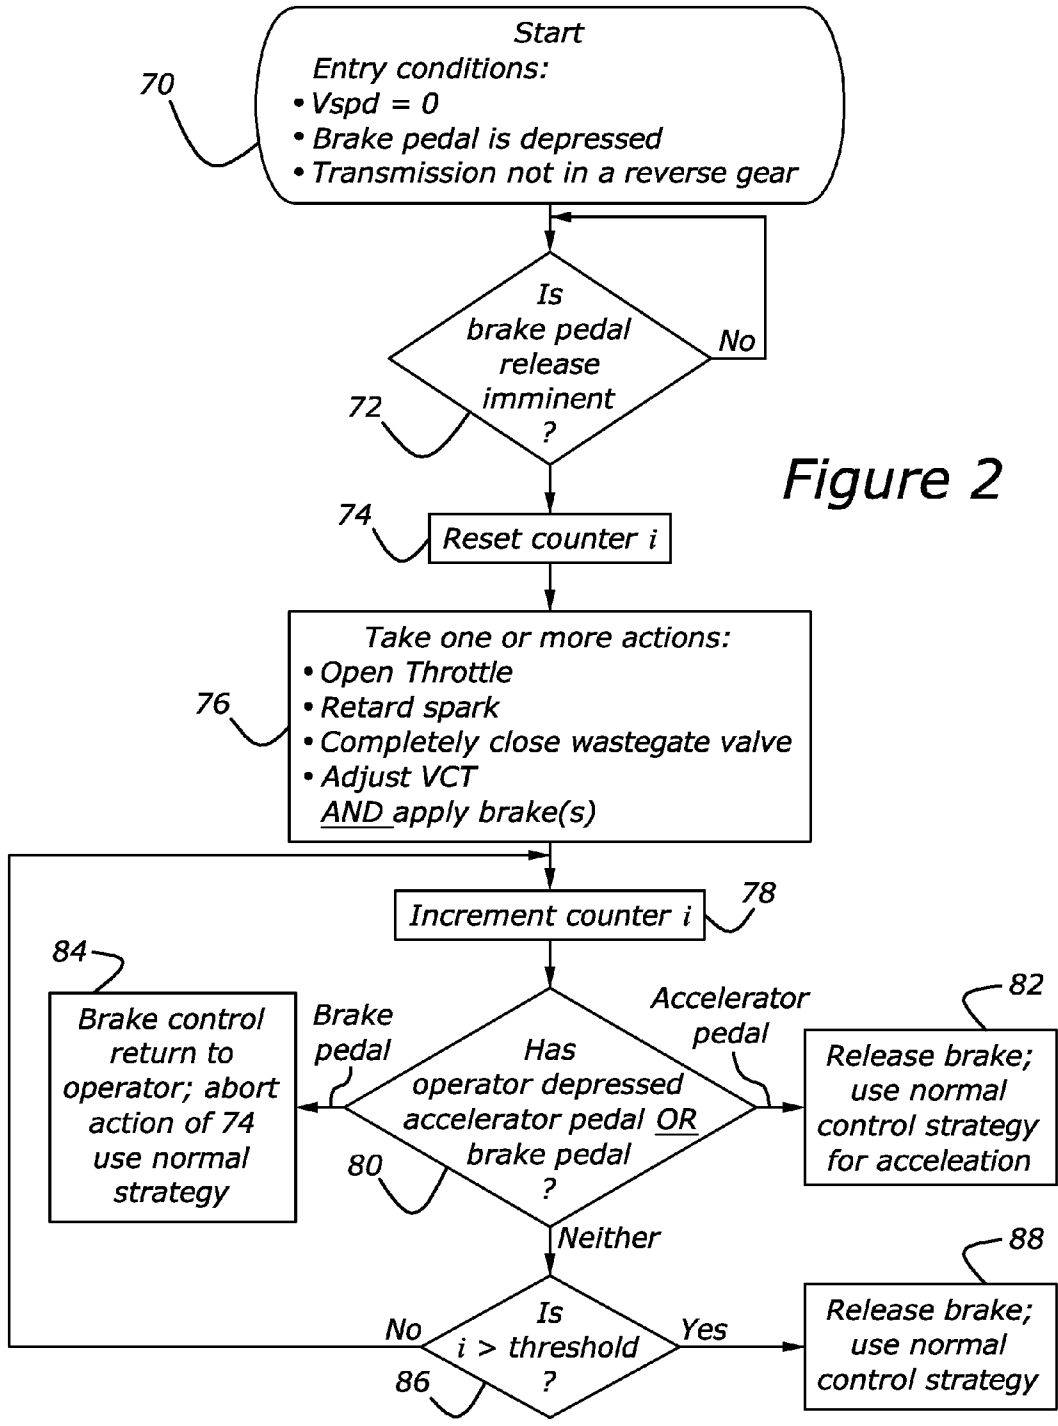 Start
Entry conditions:
• Vspd = 0
• Brake pedal is depressed
• Transmission not in a reverse gear
70
Is
brake pedal
release
imminent
?
No
72
Figure 2
74
Reset counter i
Take one or more actions:
• Open Throttle
• Retard spark
• Completely close wastegate valve
• Adjust VCT
AND apply brake(s)
76
Increment counter i
78
84
Brake control
return to
operator; abort
action of 74
use normal
strategy
Brake
pedal
Has
operator depressed
accelerator pedal OR
brake pedal
?
80
Accelerator
pedal
82
Release brake;
use normal
control strategy
for acceleation
Neither
Is
i > threshold
?
No
Yes
86
88
Release brake;
use normal
control strategy